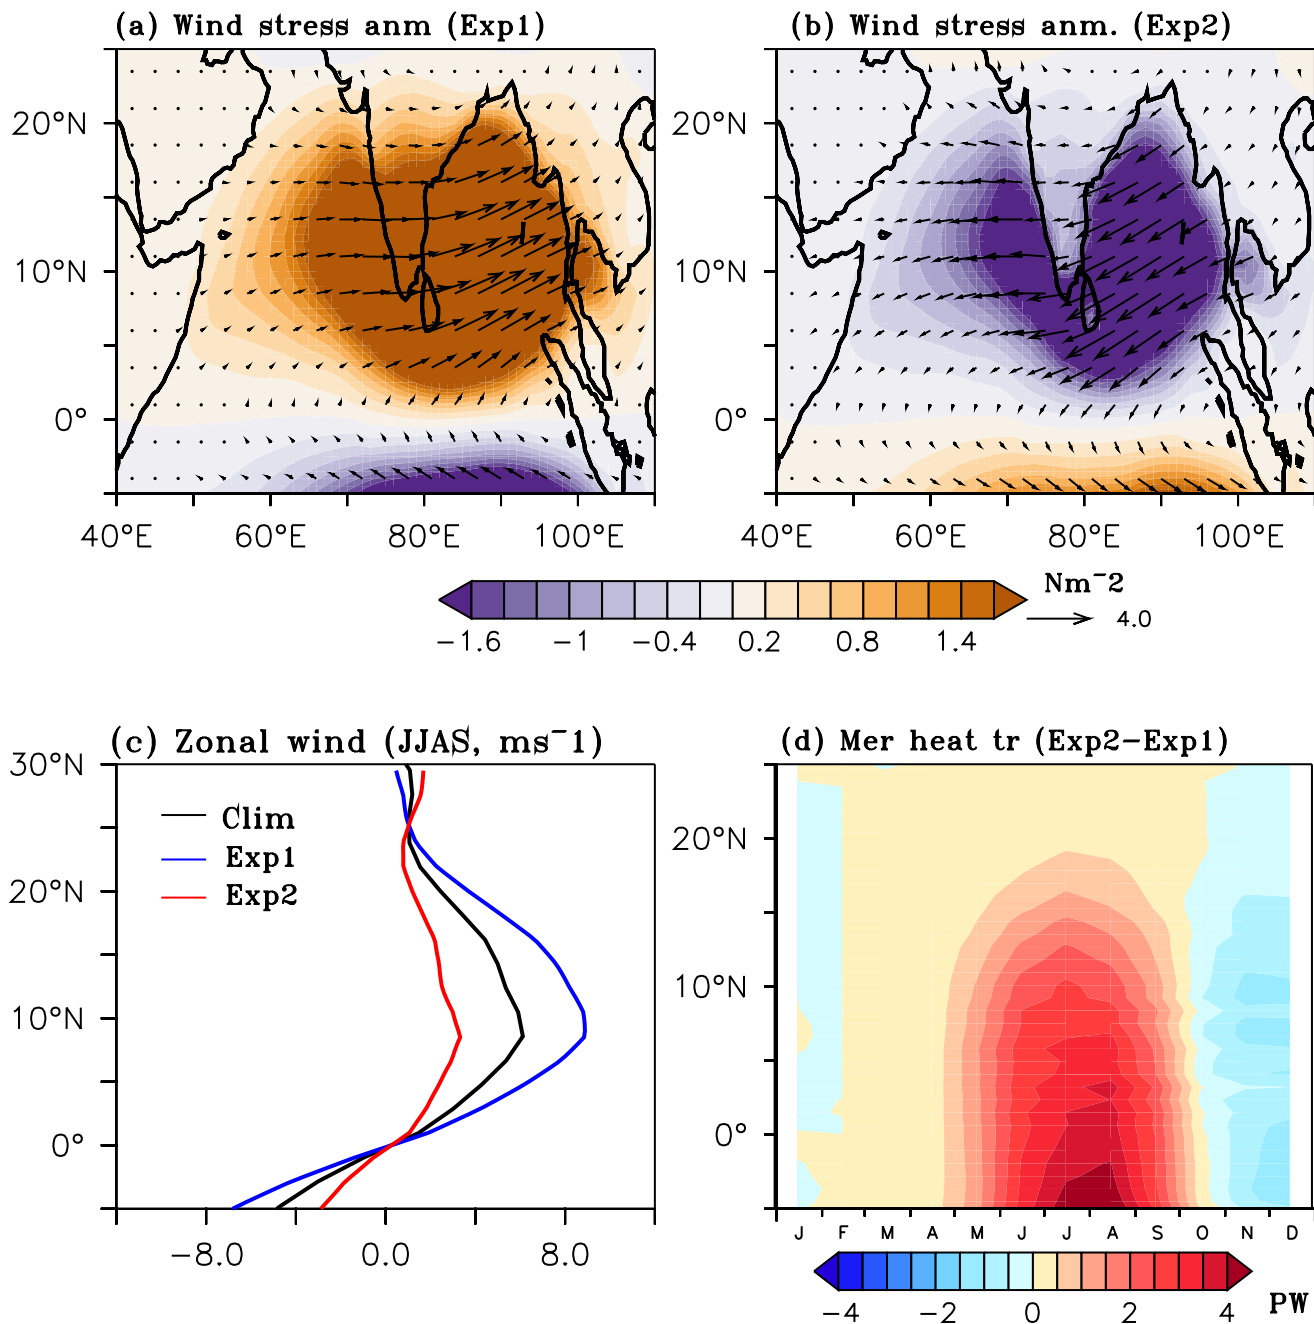 (a) Wind stress anm (Exp1)
(b) Wind stress anm. (Exp2)
20°N
10°N
0°
40°E 60°E 80°E 100°E
20°N
10°N
0°
40°E 60°E 80°E 100°E
Nm−2
4.0
−1.6 −1 −0.4 0.2 0.8 1.4
(c) Zonal wind (JJAS, ms−1)
(d) Mer heat tr (Exp2−Exp1)
30°N
20°N
10°N
0°
Clim
Exp1
Exp2
−8.0 0.0 8.0
20°N
10°N
0°
J F M A M J J A S O N D
−4 −2 0 2 4
PW